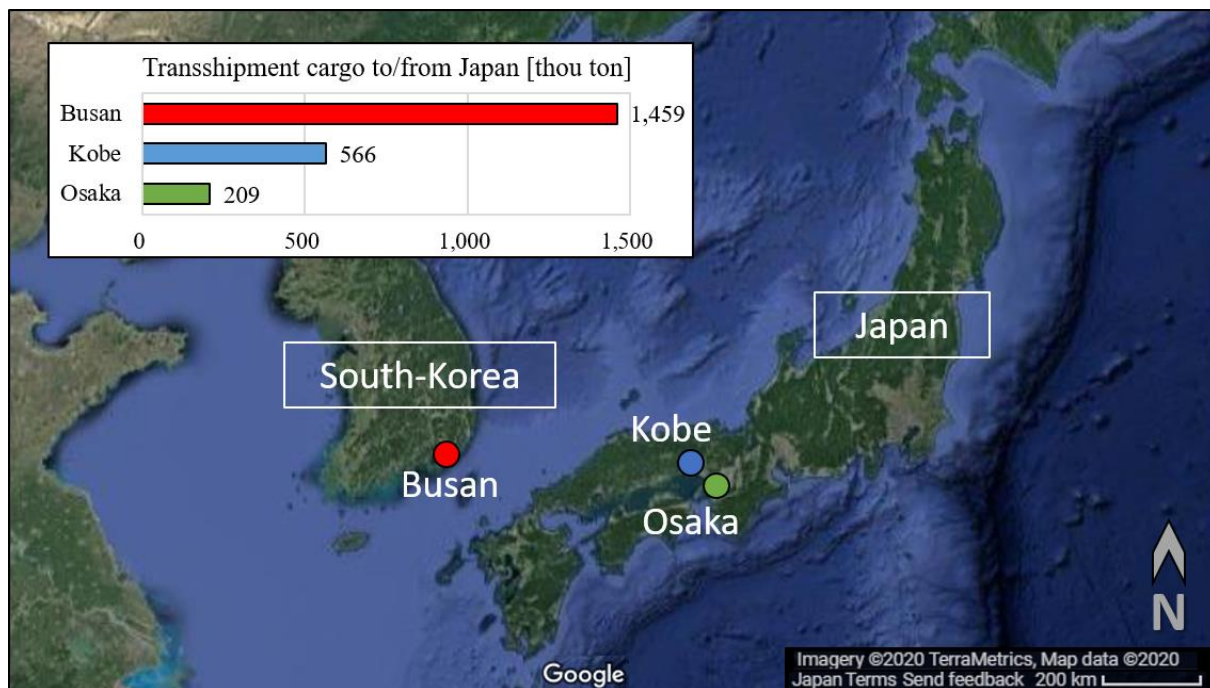 Transshipment cargo to/from Japan [thou ton]
Busan 1,459
Kobe 566
Osaka 209
0 500 1,000 1,500
Japan
South-Korea
Kobe
Busan
Osaka
N
Google
Imagery ©2020 TerraMetrics, Map data ©2020
Japan Terms Send feedback 200 km